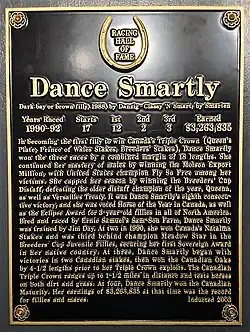 RACING
HALL OF
FAME
Dance Smartly
Dark bay or brown filly, 1988, by Danzig–Classy 'N Smart, by Smarten
Years Raced Starts 1st 2nd 3rd Earned
1990-92 17 12 2 3 $3,263,835
In becoming the first filly to win Canada's Triple Crown (Queen's
Plate, Prince of Wales Stakes, Breeders' Stakes), Dance Smartly
won the three races by a combined margin of 13 lengths. She
continued her mastery of males by winning the Molson Export
Million, with United States champion Fly So Free among her
victims. She capped her season by winning the Breeders' Cup
Distaff, defeating the older distaff champion of the year, Queena,
as well as Versailles Treaty. It was Dance Smartly's eighth consecu-
tive victory, and she was voted Horse of the Year in Canada, as well
as the Eclipse Award for 3-year-old fillies in all of North America.
Bred and raced by Ernie Samuel's Sam-Son Farm, Dance Smartly
was trained by Jim Day. At two in 1990, she won Canada's Natalma
Stakes and was third behind champion Meadow Star in the
Breeders' Cup Juvenile Fillies, securing her first Sovereign Award
in her native country. At three, Dance Smartly began with
victories in two Canadian stakes, then won the Canadian Oaks
by 4-1/2 lengths prior to her Triple Crown exploits. The Canadian
Triple Crown ranges up to 1-1/2 miles in distance and tests horses
on both dirt and grass. At four, Dance Smartly won the Canadian
Maturity. Her earnings of $3,263,835 at that time was the record
for fillies and mares. Inducted 2003